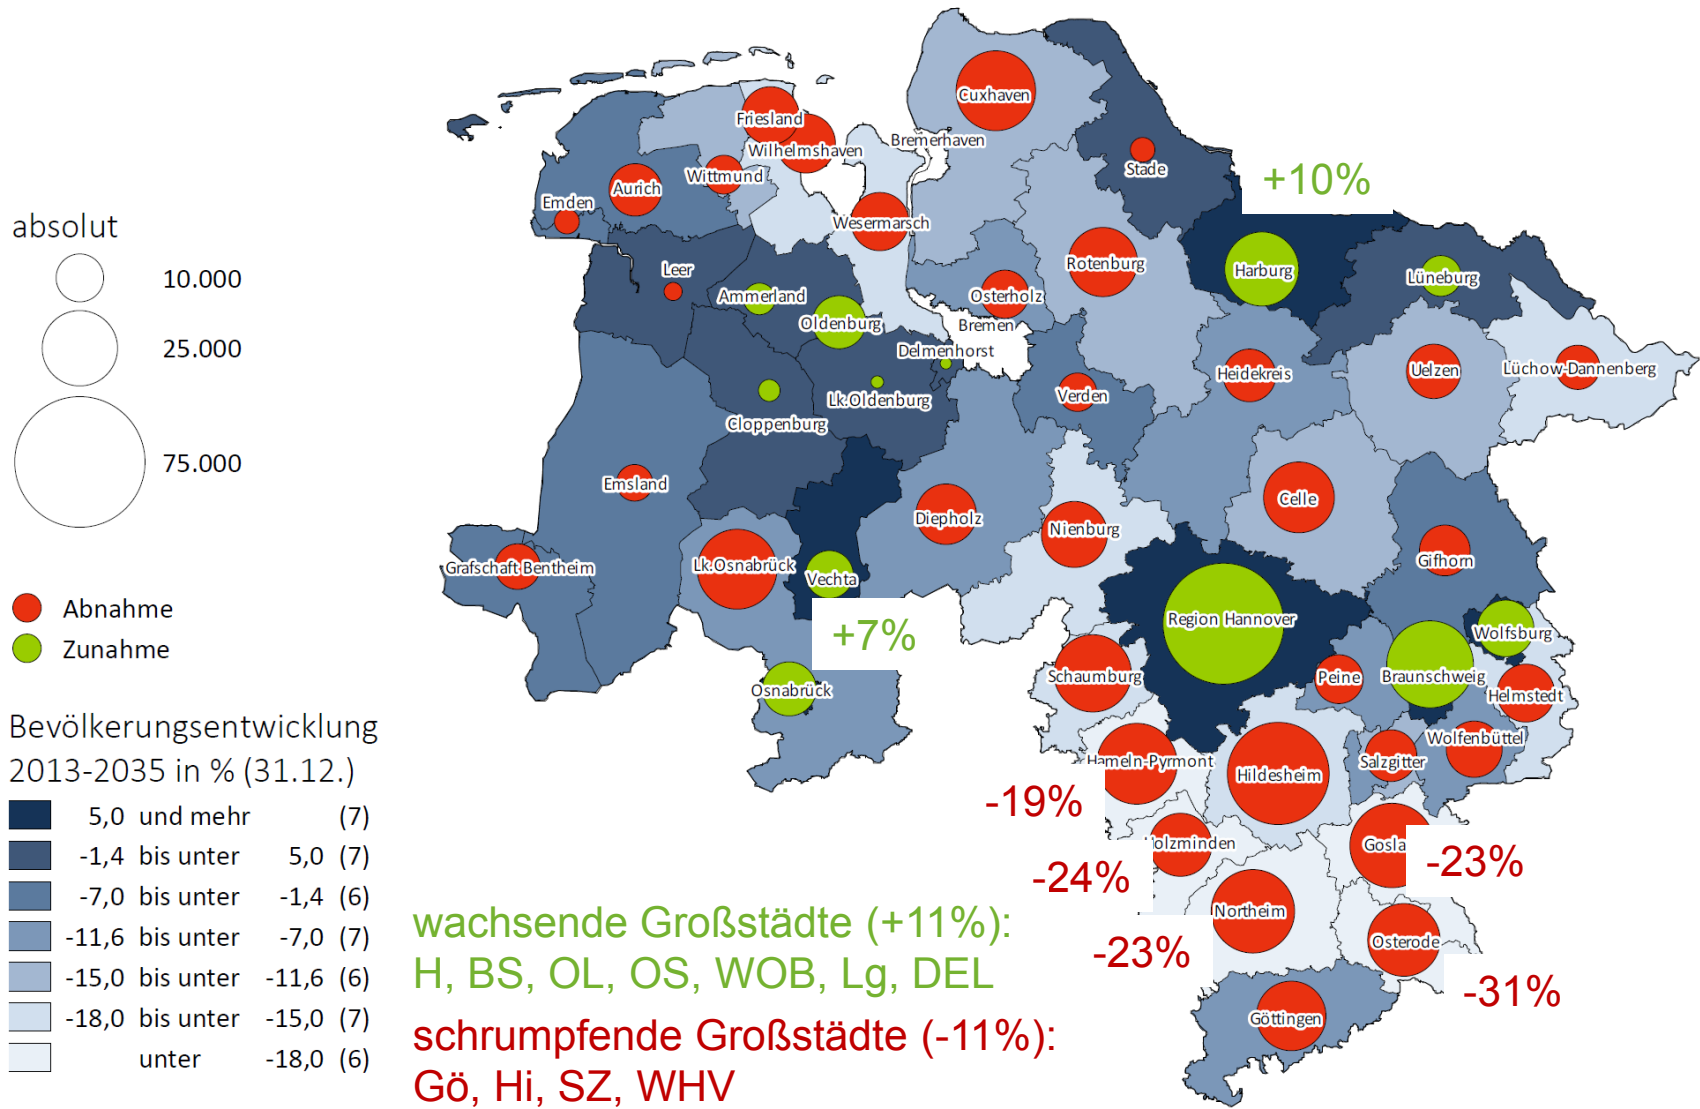 absolut
10.000
25.000
75.000
Abnahme
Zunahme
Bevölkerungsentwicklung
2013-2035 in % (31.12.)
5,0 und mehr (7)
-1,4 bis unter 5,0 (7)
-7,0 bis unter -1,4 (6)
-11,6 bis unter -7,0 (7)
-15,0 bis unter -11,6 (6)
-18,0 bis unter -15,0 (7)
unter -18,0 (6)
Cuxhaven
Friesland
Wilhelmshaven
Bremerhaven
Stade
Wittmund
Aurich
+10%
Emden
Wesermarsch
Leer
Rotenburg
Harburg
Lüneburg
Ammerland
Osterholz
Oldenburg
Bremen
Delmenhorst
Heidekreis
Uelzen
Lüchow-Dannenberg
Lk.Oldenburg
Verden
Cloppenburg
Emsland
Celle
Diepholz
Nienburg
Grafschaft Bentheim
Lk.Osnabrück
Vechta
Gifhorn
Region Hannover
Wolfsburg
+7%
Schaumburg
Peine
Braunschweig
Osnabrück
Helmstedt
Wolfenbüttel
Hameln-Pyrmont
Salzgitter
Hildesheim
-19%
Holzminden
Gosla
-23%
-24%
Northeim
Osterode
-23%
-31%
Göttingen
wachsende Großstädte (+11%):
H, BS, OL, OS, WOB, Lg, DEL
schrumpfende Großstädte (-11%):
Gö, Hi, SZ, WHV